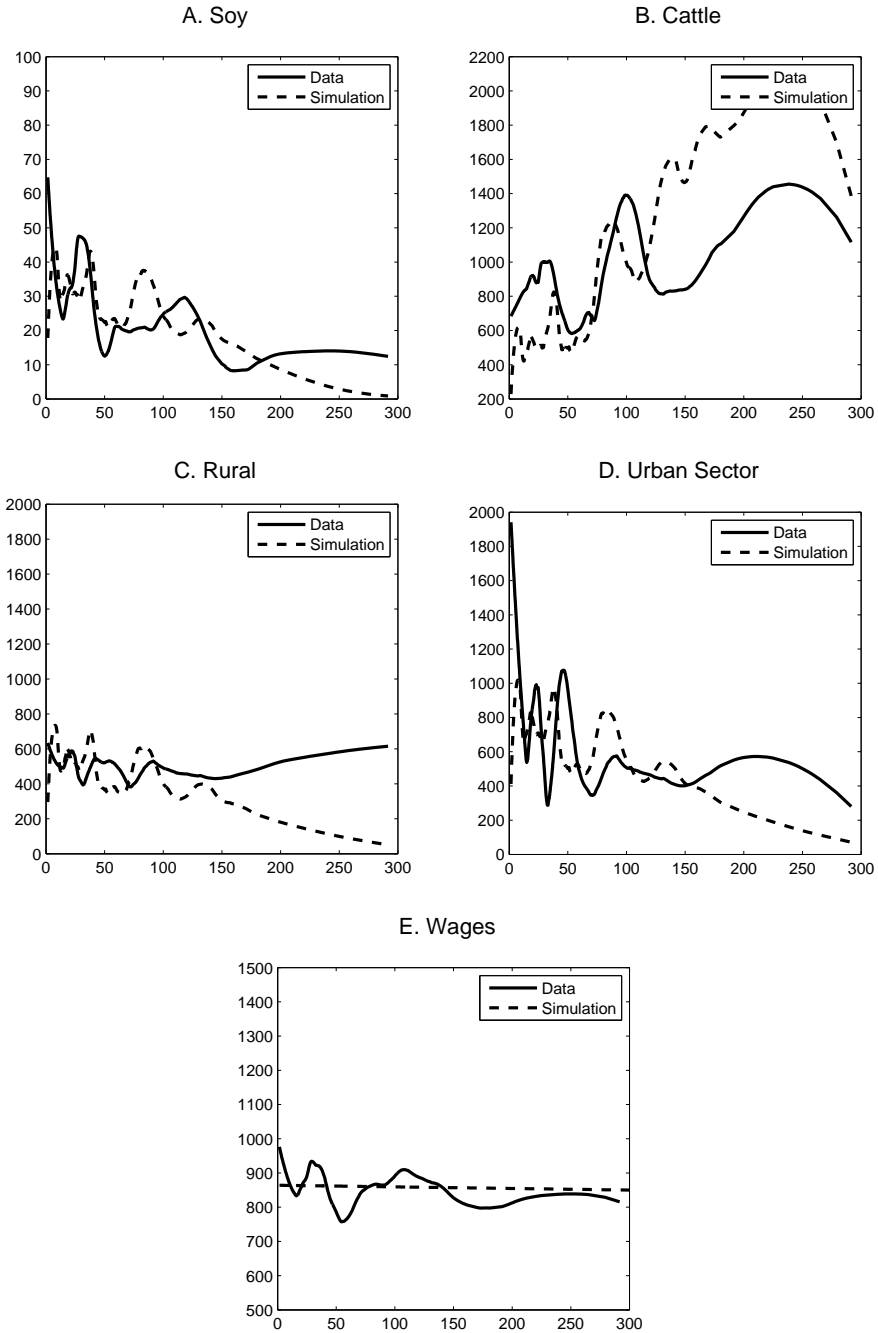 A. Soy
100
90
80
70
60
50
40
30
20
10
0
0 50 100 150 200 250 300
Data
Simulation
B. Cattle
2200
2000
1800
1600
1400
1200
1000
800
600
400
200
0 50 100 150 200 250 300
Data
Simulation
C. Rural
2000
1800
1600
1400
1200
1000
800
600
400
200
0
0 50 100 150 200 250 300
Data
Simulation
D. Urban Sector
2000
1800
1600
1400
1200
1000
800
600
400
200
0
0 50 100 150 200 250 300
Data
Simulation
E. Wages
1500
1400
1300
1200
1100
1000
900
800
700
600
500
0 50 100 150 200 250 300
Data
Simulation